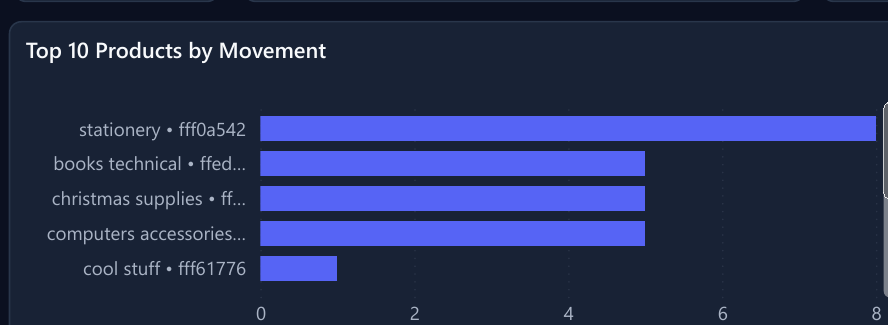 Top 10 Products by Movement
stationery • fff0a542
books technical • ffed...
christmas supplies • ff...
computers accessories...
cool stuff • fff61776
0 2 4 6 8